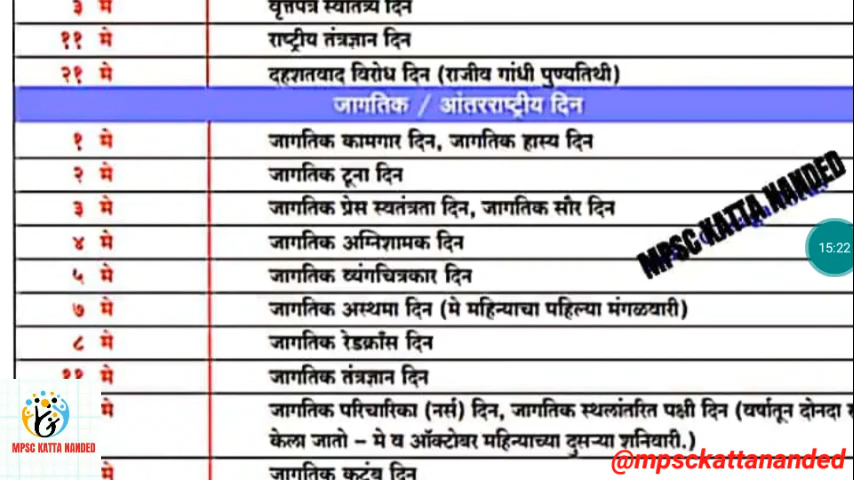 ३ मे वृत्तपत्र स्वातंत्र्य दिन
११ मे राष्ट्रीय तंत्रज्ञान दिन
२१ मे दहशतवाद विरोध दिन (राजीव गांधी पुण्यतिथी)
जागतिक / आंतरराष्ट्रीय दिन
१ मे जागतिक कामगार दिन, जागतिक हास्य दिन
२ मे जागतिक टूना दिन
३ मे जागतिक प्रेस स्वतंत्रता दिन, जागतिक सौर दिन
४ मे जागतिक अग्निशामक दिन
५ मे जागतिक व्यंगचित्रकार दिन
७ मे जागतिक अस्थमा दिन (मे महिन्याचा पहिल्या मंगळवारी)
८ मे जागतिक रेडक्रॉस दिन
११ मे जागतिक तंत्रज्ञान दिन
मे जागतिक परिचारिका (नर्स) दिन, जागतिक स्थलांतरित पक्षी दिन (वर्षातून दोनदा
केला जातो – मे व ऑक्टोबर महिन्याच्या दुसऱ्या शनिवारी.)
मे जागतिक कुटुंब दिन
MPSC KATTA NANDED
15:22
MPSC KATTA NANDED
@mpsckattananded